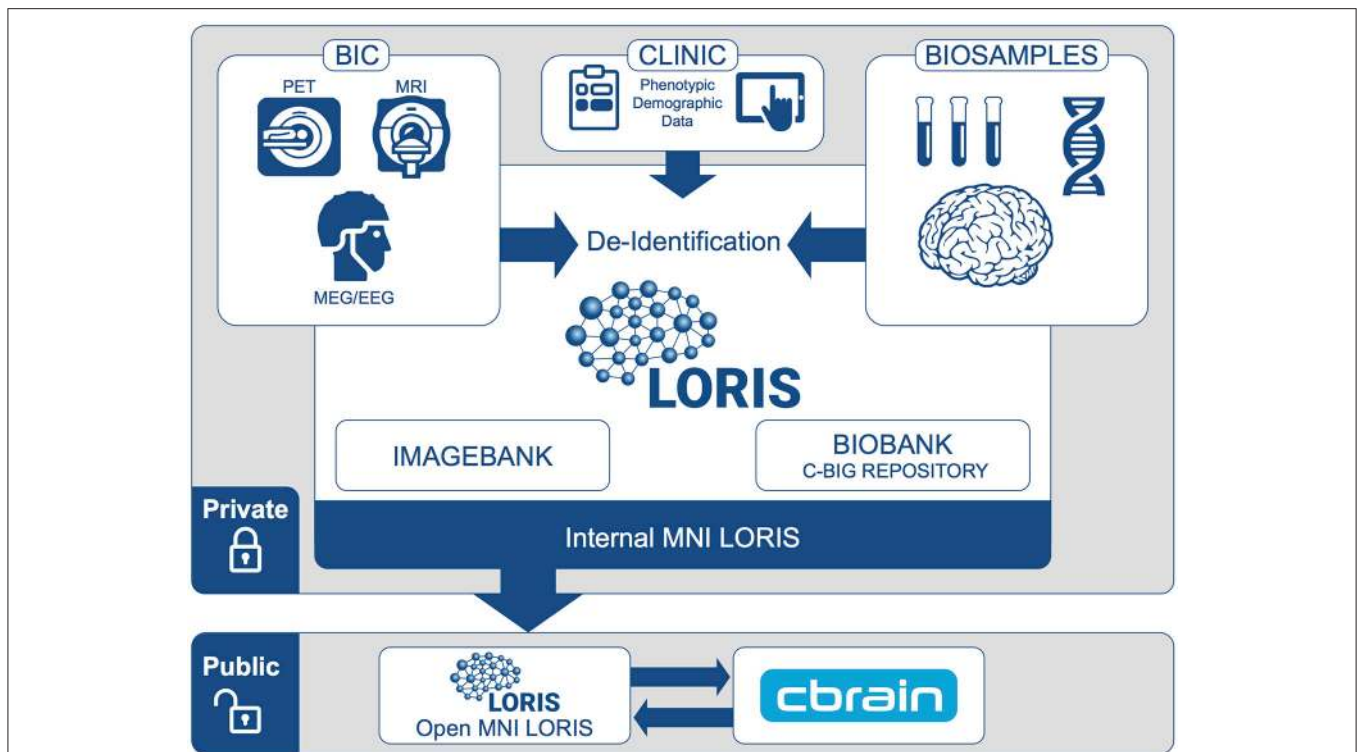 BIC
PET
MRI
MEG/EEG
CLINIC
Phenotypic
Demographic
Data
BIOSAMPLES
De-Identification
LORIS
IMAGEBANK
BIOBANK
C-BIG REPOSITORY
Private
Internal MNI LORIS
Public
LORIS
Open MNI LORIS
cbrain